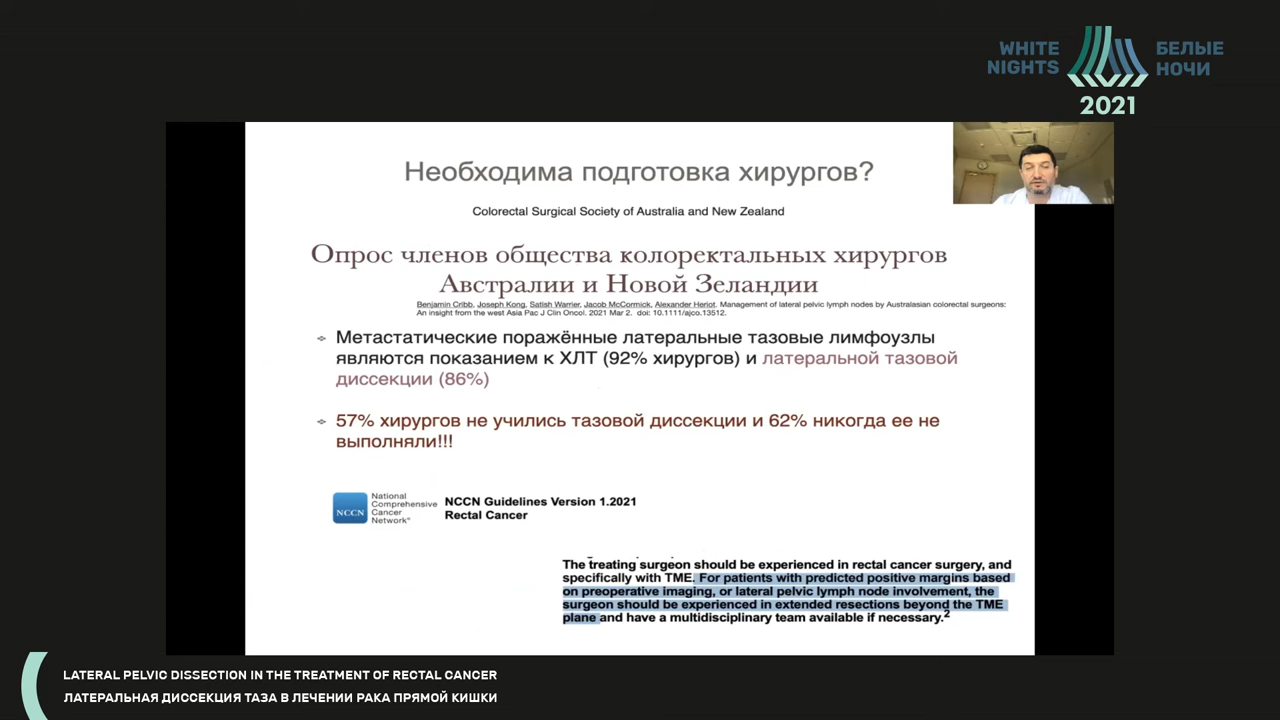 WHITE NIGHTS
БЕЛЫЕ НОЧИ
2021
Необходима подготовка хирургов?
Colorectal Surgical Society of Australia and New Zealand
Опрос членов общества колоректальных хирургов
Австралии и Новой Зеландии
Benjamin Cribb, Joseph Kong, Satish Warrier, Jacob McCormick, Alexander Heriot. Management of lateral pelvic lymph nodes by Australasian colorectal surgeons:
An insight from the west Asia Pac J Clin Oncol. 2021 Mar 2. doi: 10.1111/ajco.13512.
Метастатические поражённые латеральные тазовые лимфоузлы
являются показанием к ХЛТ (92% хирургов) и латеральной тазовой
диссекции (86%)
57% хирургов не учились тазовой диссекции и 62% никогда ее не
выполняли!!!
NCCN
National
Comprehensive
Cancer
Network®
NCCN Guidelines Version 1.2021
Rectal Cancer
The treating surgeon should be experienced in rectal cancer surgery, and
specifically with TME. For patients with predicted positive margins based
on preoperative imaging, or lateral pelvic lymph node involvement, the
surgeon should be experienced in extended resections beyond the TME
plane and have a multidisciplinary team available if necessary.2
LATERAL PELVIC DISSECTION IN THE TREATMENT OF RECTAL CANCER
ЛАТЕРАЛЬНАЯ ДИССЕКЦИЯ ТАЗА В ЛЕЧЕНИИ РАКА ПРЯМОЙ КИШКИ